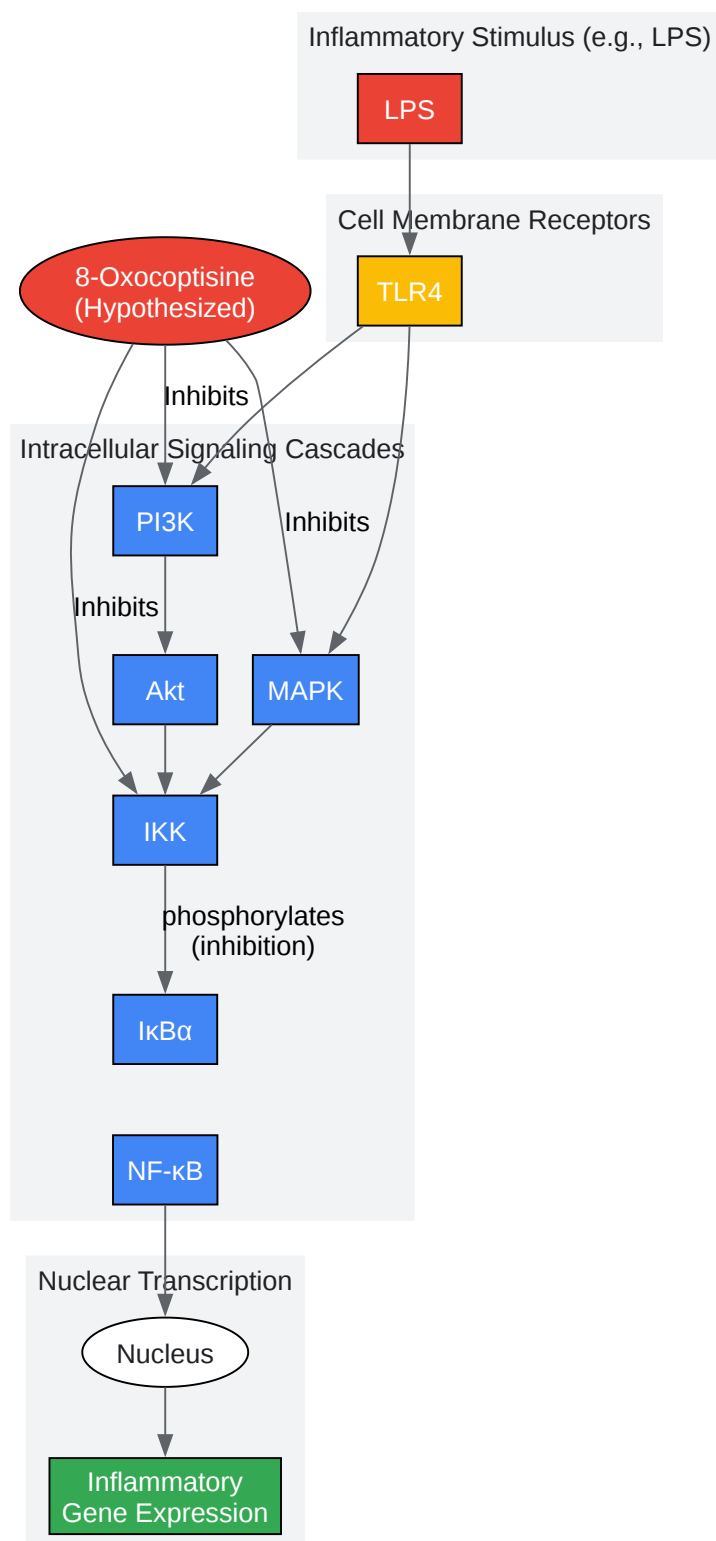 Inflammatory Stimulus (e.g., LPS)
LPS
Cell Membrane Receptors
TLR4
8-Oxocoptisine
(Hypothesized)
Inhibits
Intracellular Signaling Cascades
PI3K
Inhibits
Inhibits
Akt
MAPK
IKK
phosphorylates
(inhibition)
IκBα
NF-κB
Nuclear Transcription
Nucleus
Inflammatory
Gene Expression